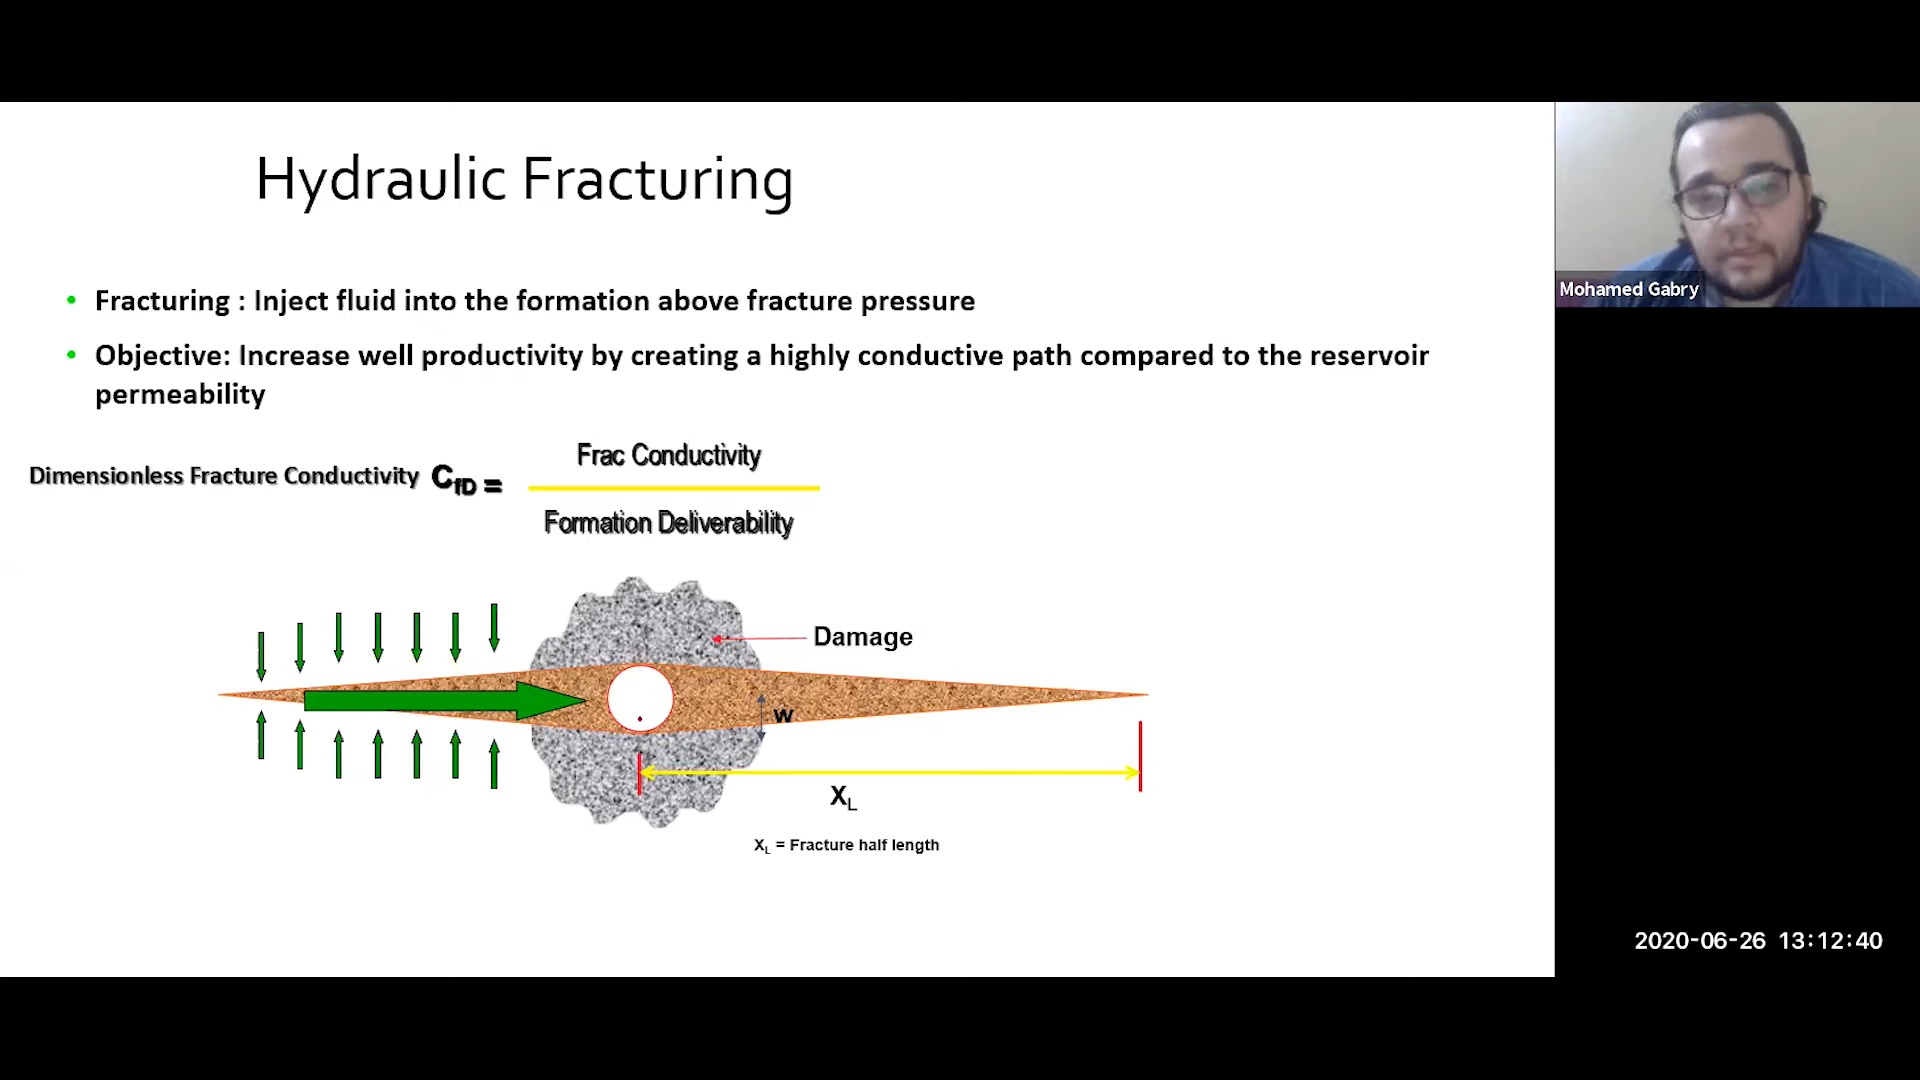 Hydraulic Fracturing
• Fracturing : Inject fluid into the formation above fracture pressure
• Objective: Increase well productivity by creating a highly conductive path compared to the reservoir
permeability
Frac Conductivity
Dimensionless Fracture Conductivity CfD =
Formation Deliverability
Damage
w
XL
XL = Fracture half length
Mohamed Gabry
2020-06-26 13:12:40